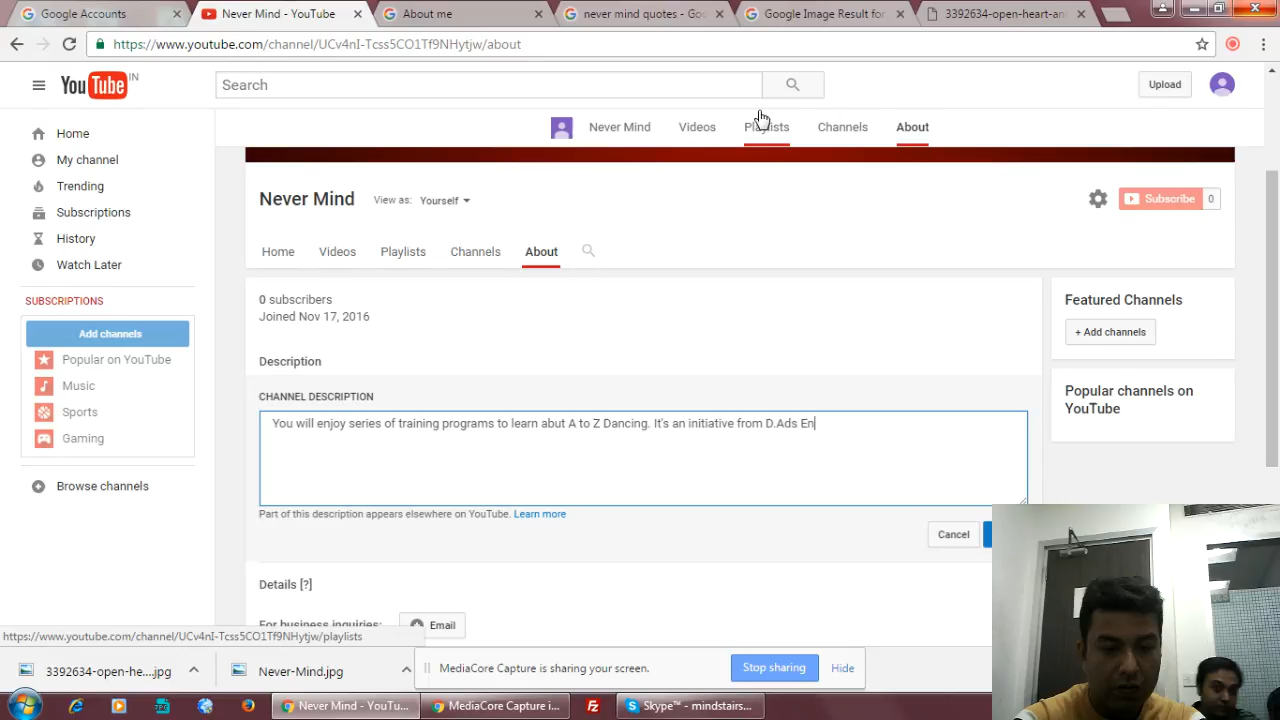 Google Accounts
Never Mind - YouTube
About me
never mind quotes - Goo
Google Image Result for
3392634-open-heart-and-
https://www.youtube.com/channel/UCv4nI-Tcss5CO1Tf9NHytjw/about
YouTube IN
Search
Upload
Never Mind
Videos
Playlists
Channels
About
Home
My channel
Trending
Subscriptions
History
Watch Later
SUBSCRIPTIONS
Add channels
Popular on YouTube
Music
Sports
Gaming
Browse channels
Never Mind
View as: Yourself
Subscribe 0
Home
Videos
Playlists
Channels
About
0 subscribers
Joined Nov 17, 2016
Description
CHANNEL DESCRIPTION
You will enjoy series of training programs to learn abut A to Z Dancing. It's an initiative from D.Ads En
Part of this description appears elsewhere on YouTube. Learn more
Cancel
Details [?]
For business inquiries:
Email
Featured Channels
+ Add channels
Popular channels on
YouTube
https://www.youtube.com/channel/UCv4nI-Tcss5CO1Tf9NHytjw/playlists
3392634-open-he....jpg
Never-Mind.jpg
MediaCore Capture is sharing your screen.
Stop sharing
Hide
Never Mind - YouTu...
MediaCore Capture i...
Skype™ - mindstairs...